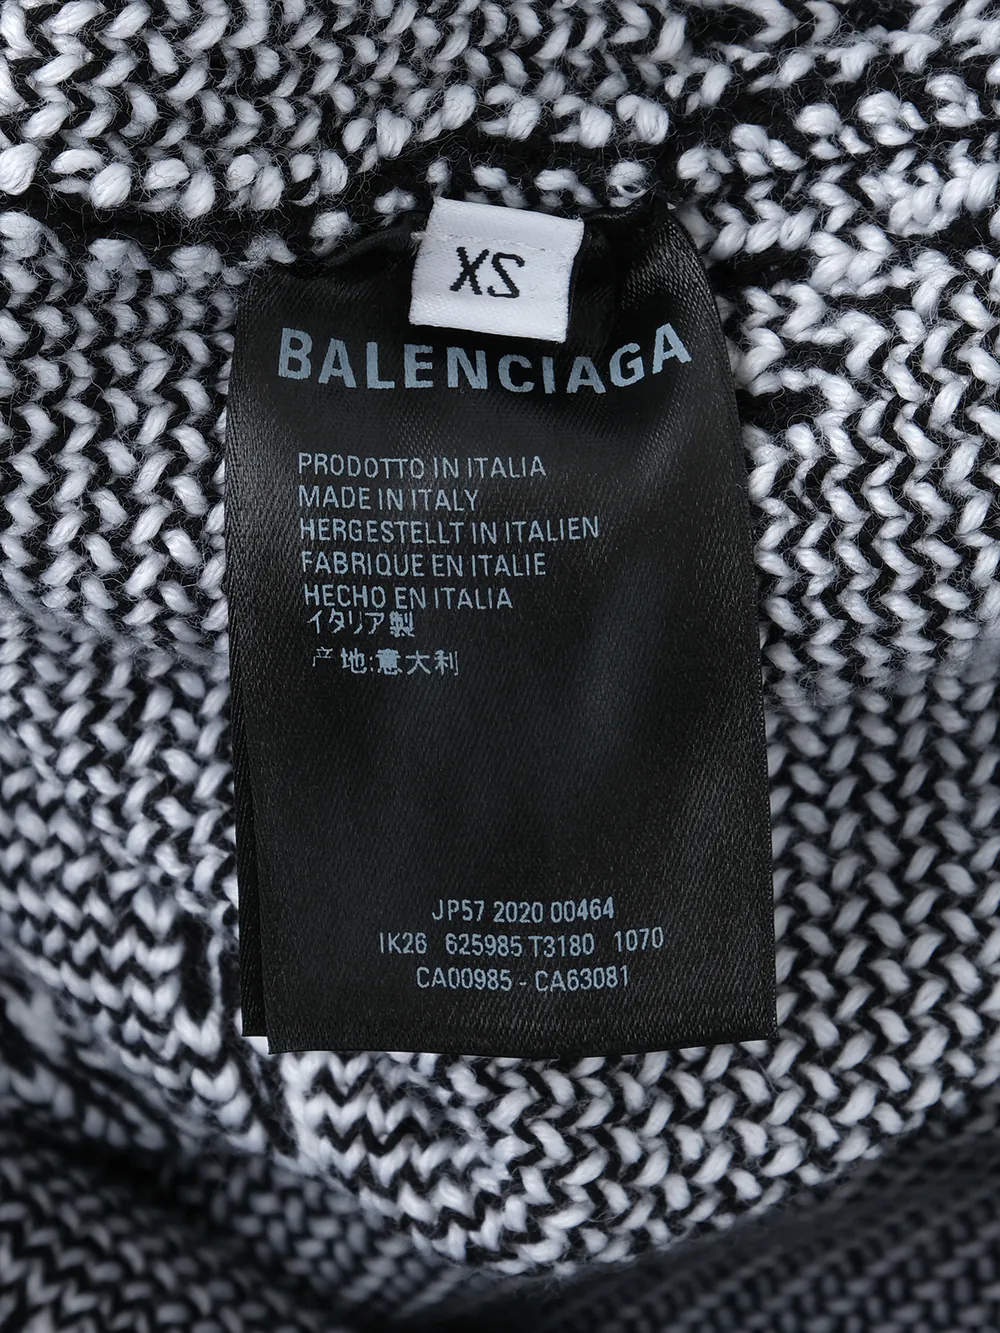 XS
BALENCIAGA
PRODOTTO IN ITALIA
MADE IN ITALY
HERGESTELLT IN ITALIEN
FABRIQUE EN ITALIE
HECHO EN ITALIA
イタリア製
产地:意大利
JP57 2020 00464
IK26 625985 T3180 1070
CA00985 - CA63081